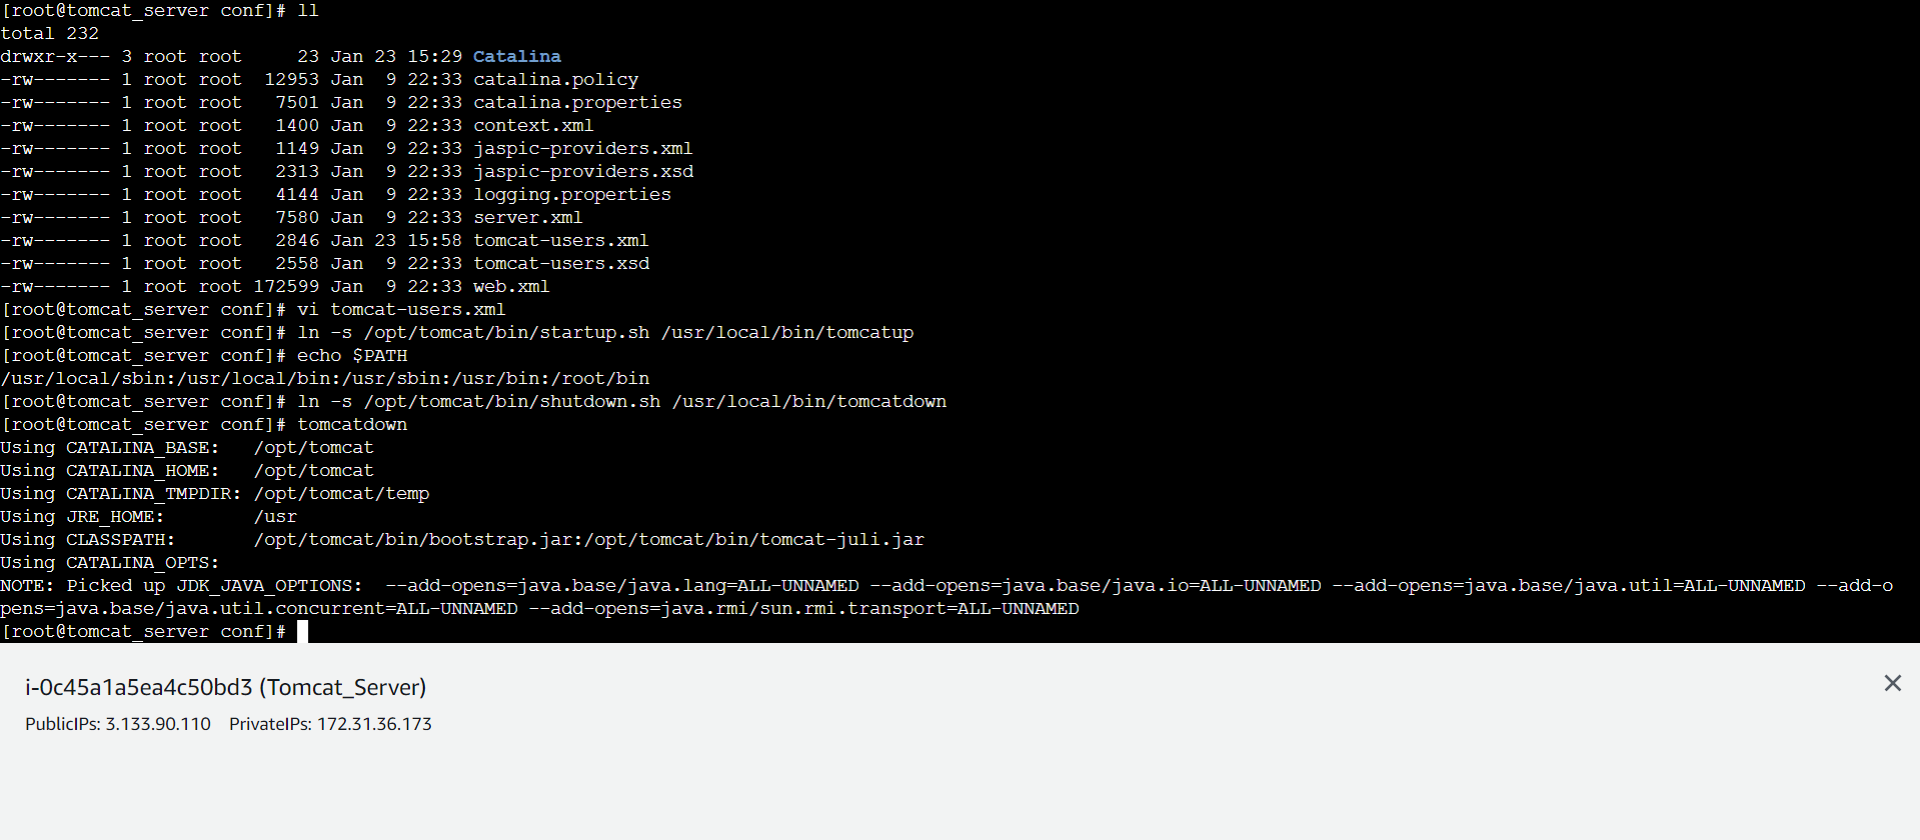 [root@tomcat_server conf]# ll
total 232
drwxr-x--- 3 root root     23 Jan 23 15:29 Catalina
-rw------- 1 root root  12953 Jan  9 22:33 catalina.policy
-rw------- 1 root root   7501 Jan  9 22:33 catalina.properties
-rw------- 1 root root   1400 Jan  9 22:33 context.xml
-rw------- 1 root root   1149 Jan  9 22:33 jaspic-providers.xml
-rw------- 1 root root   2313 Jan  9 22:33 jaspic-providers.xsd
-rw------- 1 root root   4144 Jan  9 22:33 logging.properties
-rw------- 1 root root   7580 Jan  9 22:33 server.xml
-rw------- 1 root root   2846 Jan 23 15:58 tomcat-users.xml
-rw------- 1 root root   2558 Jan  9 22:33 tomcat-users.xsd
-rw------- 1 root root 172599 Jan  9 22:33 web.xml
[root@tomcat_server conf]# vi tomcat-users.xml
[root@tomcat_server conf]# ln -s /opt/tomcat/bin/startup.sh /usr/local/bin/tomcatup
[root@tomcat_server conf]# echo $PATH
/usr/local/sbin:/usr/local/bin:/usr/sbin:/usr/bin:/root/bin
[root@tomcat_server conf]# ln -s /opt/tomcat/bin/shutdown.sh /usr/local/bin/tomcatdown
[root@tomcat_server conf]# tomcatdown
Using CATALINA_BASE:   /opt/tomcat
Using CATALINA_HOME:   /opt/tomcat
Using CATALINA_TMPDIR: /opt/tomcat/temp
Using JRE_HOME:        /usr
Using CLASSPATH:       /opt/tomcat/bin/bootstrap.jar:/opt/tomcat/bin/tomcat-juli.jar
Using CATALINA_OPTS:
NOTE: Picked up JDK_JAVA_OPTIONS:  --add-opens=java.base/java.lang=ALL-UNNAMED --add-opens=java.base/java.io=ALL-UNNAMED --add-opens=java.base/java.util=ALL-UNNAMED --add-o
pens=java.base/java.util.concurrent=ALL-UNNAMED --add-opens=java.rmi/sun.rmi.transport=ALL-UNNAMED
[root@tomcat_server conf]#
i-0c45a1a5ea4c50bd3 (Tomcat_Server)
PublicIPs: 3.133.90.110   PrivateIPs: 172.31.36.173